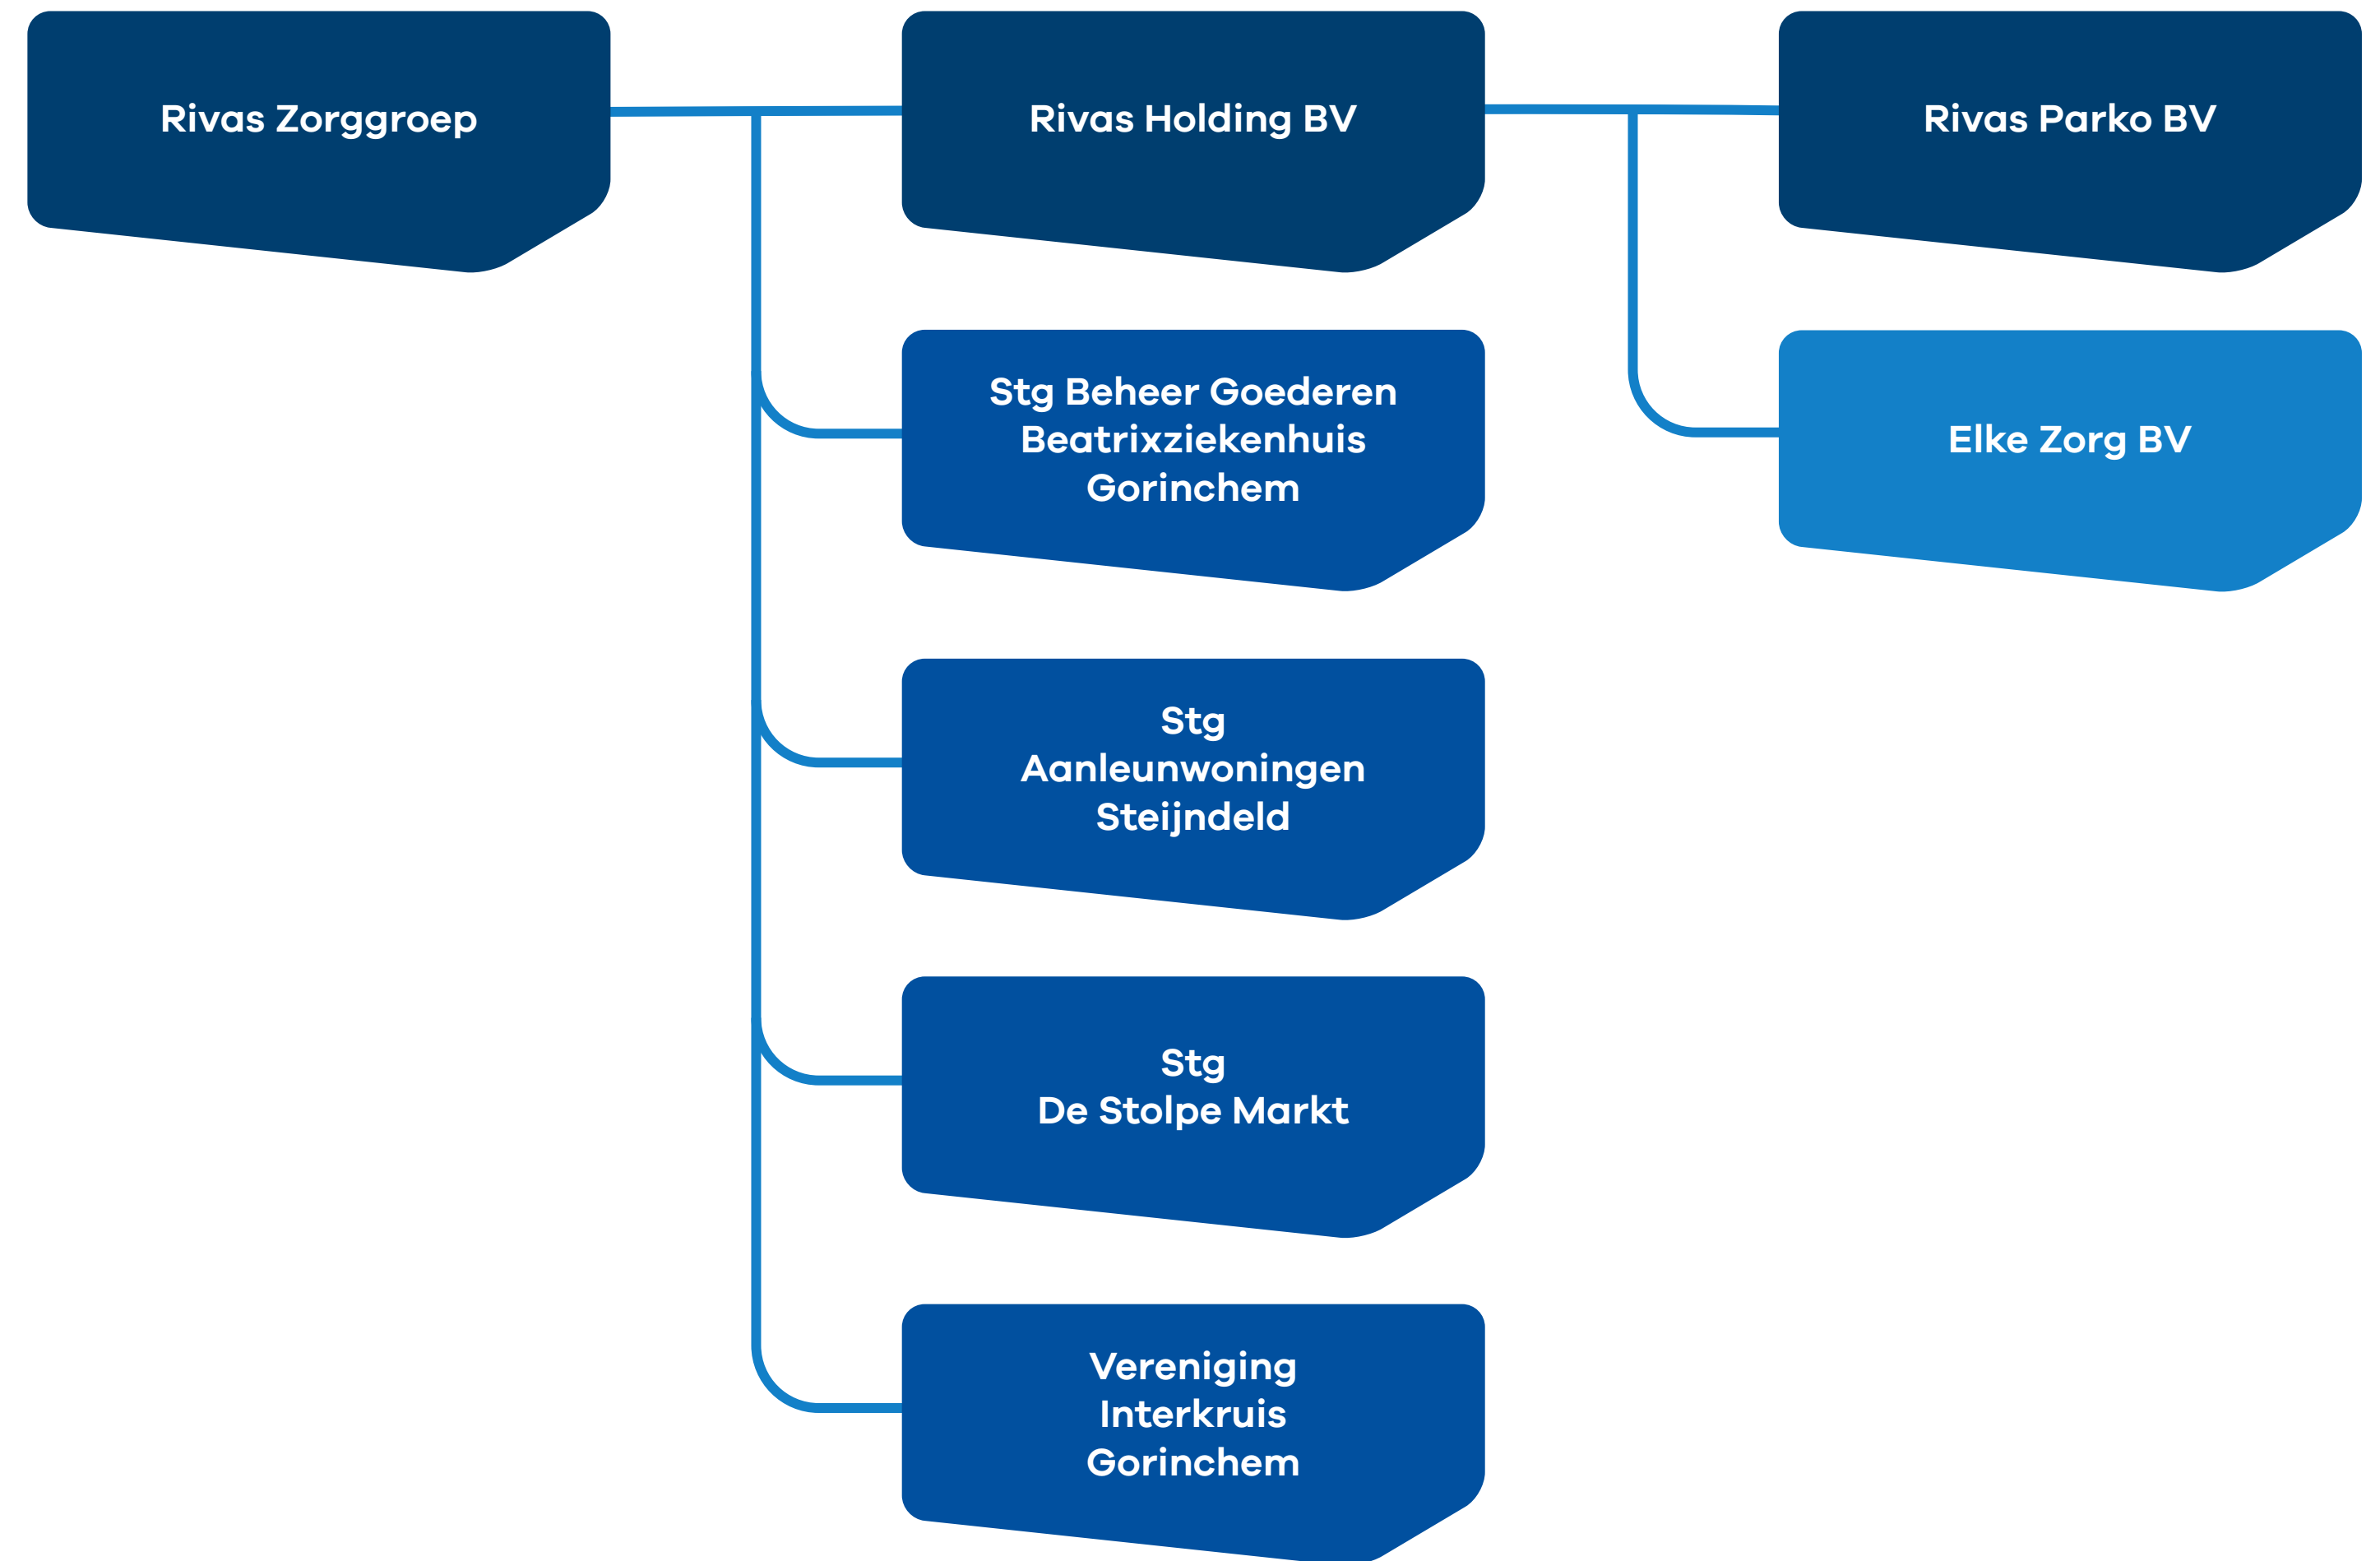 Rivas Zorggroep
Rivas Holding BV
Rivas Parko BV
Stg Beheer Goederen
Beatrixziekenhuis
Gorinchem
Elke Zorg BV
Stg
Aanleunwoningen
Steijndeld
Stg
De Stolpe Markt
Vereniging
Interkruis
Gorinchem